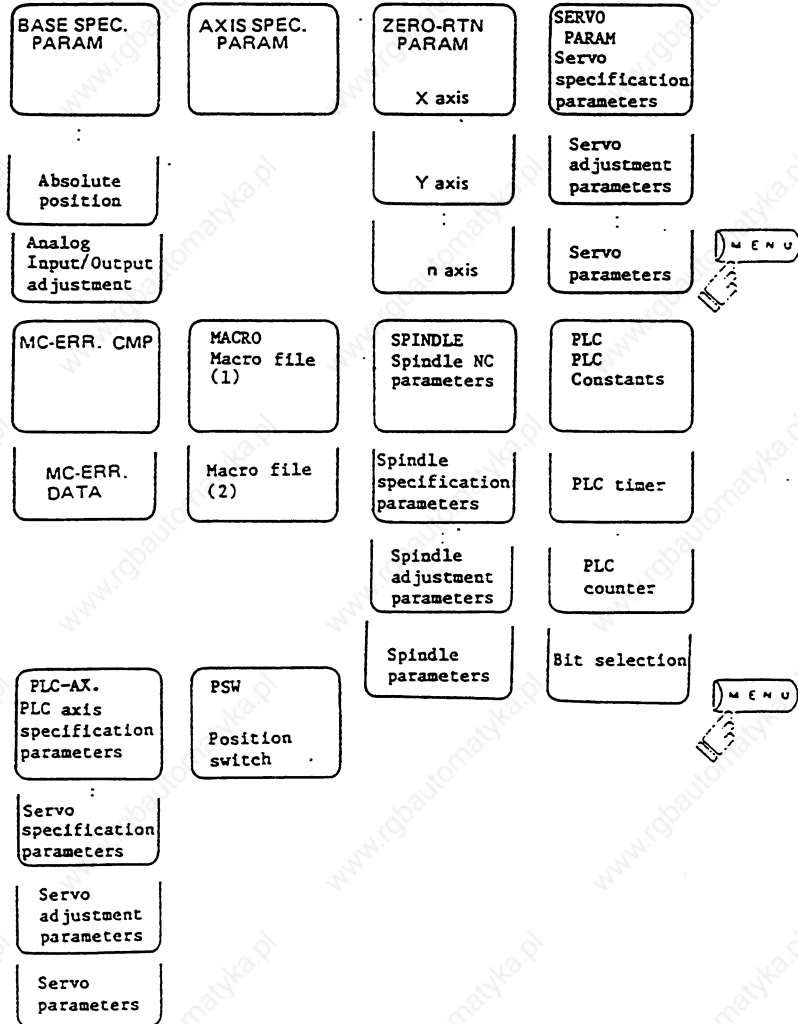 BASE SPEC.
PARAM
AXIS SPEC.
PARAM
ZERO-RTN
PARAM
X axis
SERVO
PARAM
Servo
specification
parameters
:
Absolute
position
Y axis
Servo
adjustment
parameters
:
:
Analog
Input/Output
adjustment
n axis
Servo
parameters
MENU
MC-ERR. CMP
MACRO
Macro file
(1)
SPINDLE
Spindle NC
parameters
PLC
PLC
Constants
MC-ERR.
DATA
Macro file
(2)
Spindle
specification
parameters
PLC timer
:
Spindle
adjustment
parameters
PLC
counter
Spindle
parameters
Bit selection
MENU
PLC-AX.
PLC axis
specification
parameters
PSW
Position
switch
:
Servo
specification
parameters
Servo
adjustment
parameters
Servo
parameters
www.rgbautomatyka.pl